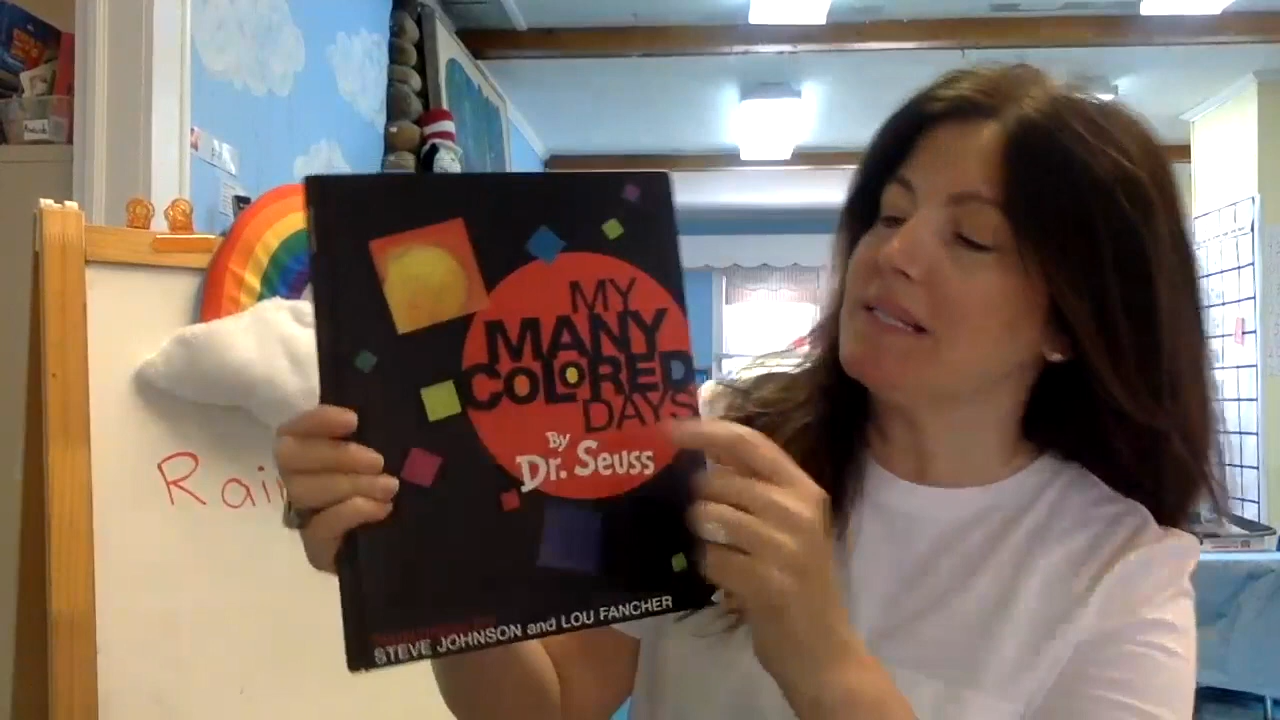 MY
MANY
COLORED
DAYS
By
Dr. Seuss
STEVE JOHNSON and LOU FANCHER
Rai